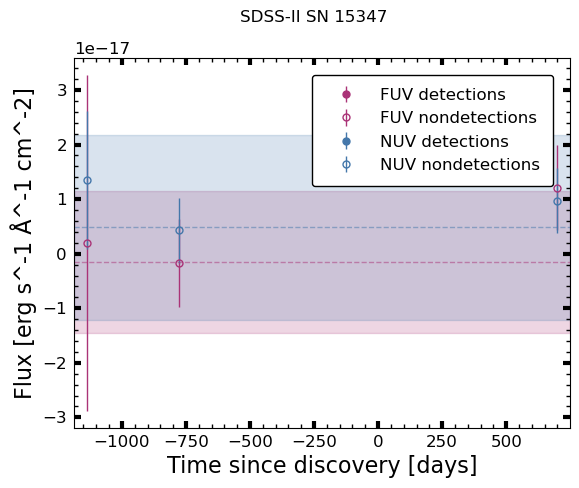 SDSS-II SN 15347
1e−17
FUV detections
FUV nondetections
NUV detections
NUV nondetections
3
2
1
0
−1
−2
−3
Flux [erg s^-1 Å^-1 cm^-2]
−1000 −750 −500 −250 0 250 500
Time since discovery [days]